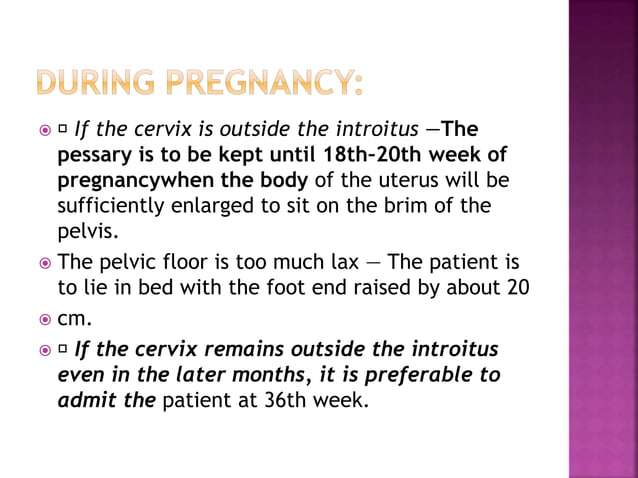 DURING PREGNANCY:
If the cervix is outside the introitus —The
pessary is to be kept until 18th–20th week of
pregnancywhen the body of the uterus will be
sufficiently enlarged to sit on the brim of the
pelvis.
The pelvic floor is too much lax — The patient is
to lie in bed with the foot end raised by about 20
cm.
If the cervix remains outside the introitus
even in the later months, it is preferable to
admit the patient at 36th week.